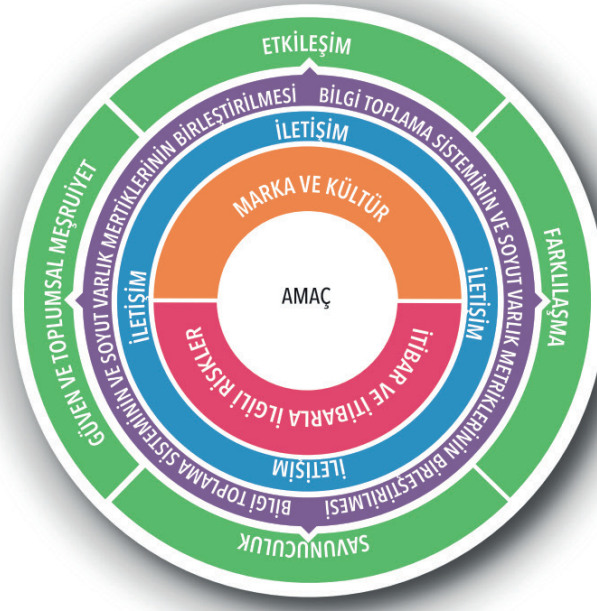 ETKİLEŞİM
BİLGİ TOPLAMA SİSTEMİNİN VE SOYUT VARLIK METRİKLERİNİN BİRLEŞTİRİLMESİ
BİLGİ TOPLAMA SİSTEMİNİN VE SOYUT VARLIK MERTİKLERİNİN BİRLEŞTİRİLMESİ
İLETİŞİM
MARKA VE KÜLTÜR
GÜVEN VE TOPLUMSAL MEŞRUİYET
İLETİŞİM
AMAÇ
İLETİŞİM
FARKLILAŞMA
İTİBAR VE İTİBARLA İLGİLİ RİSKLER
İLETİŞİM
SAVUNUCULUK